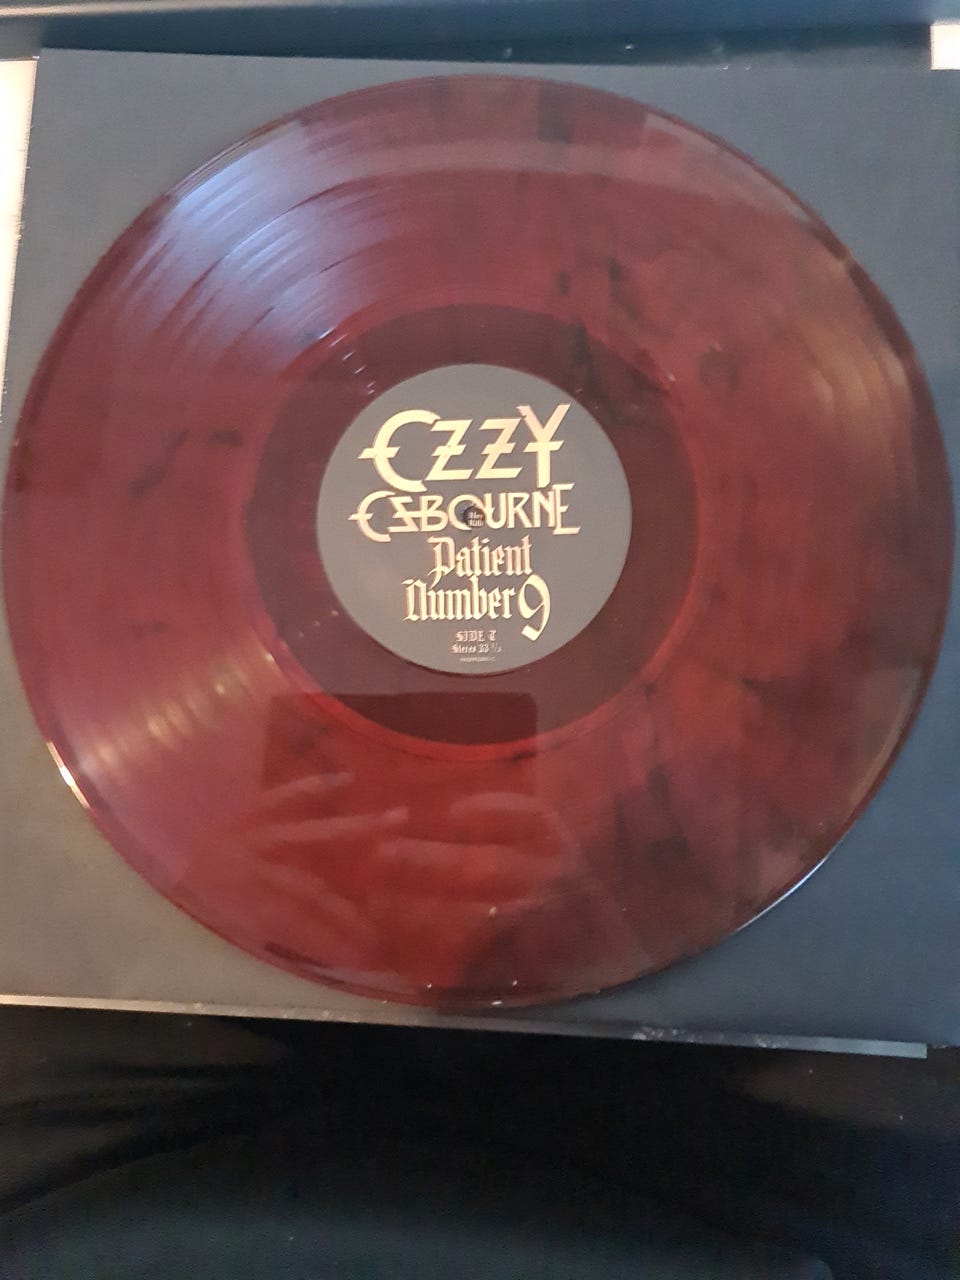 OZZY
OSBOURNE
Patient
Number 9
SIDE C
Stereo 33 ⅓